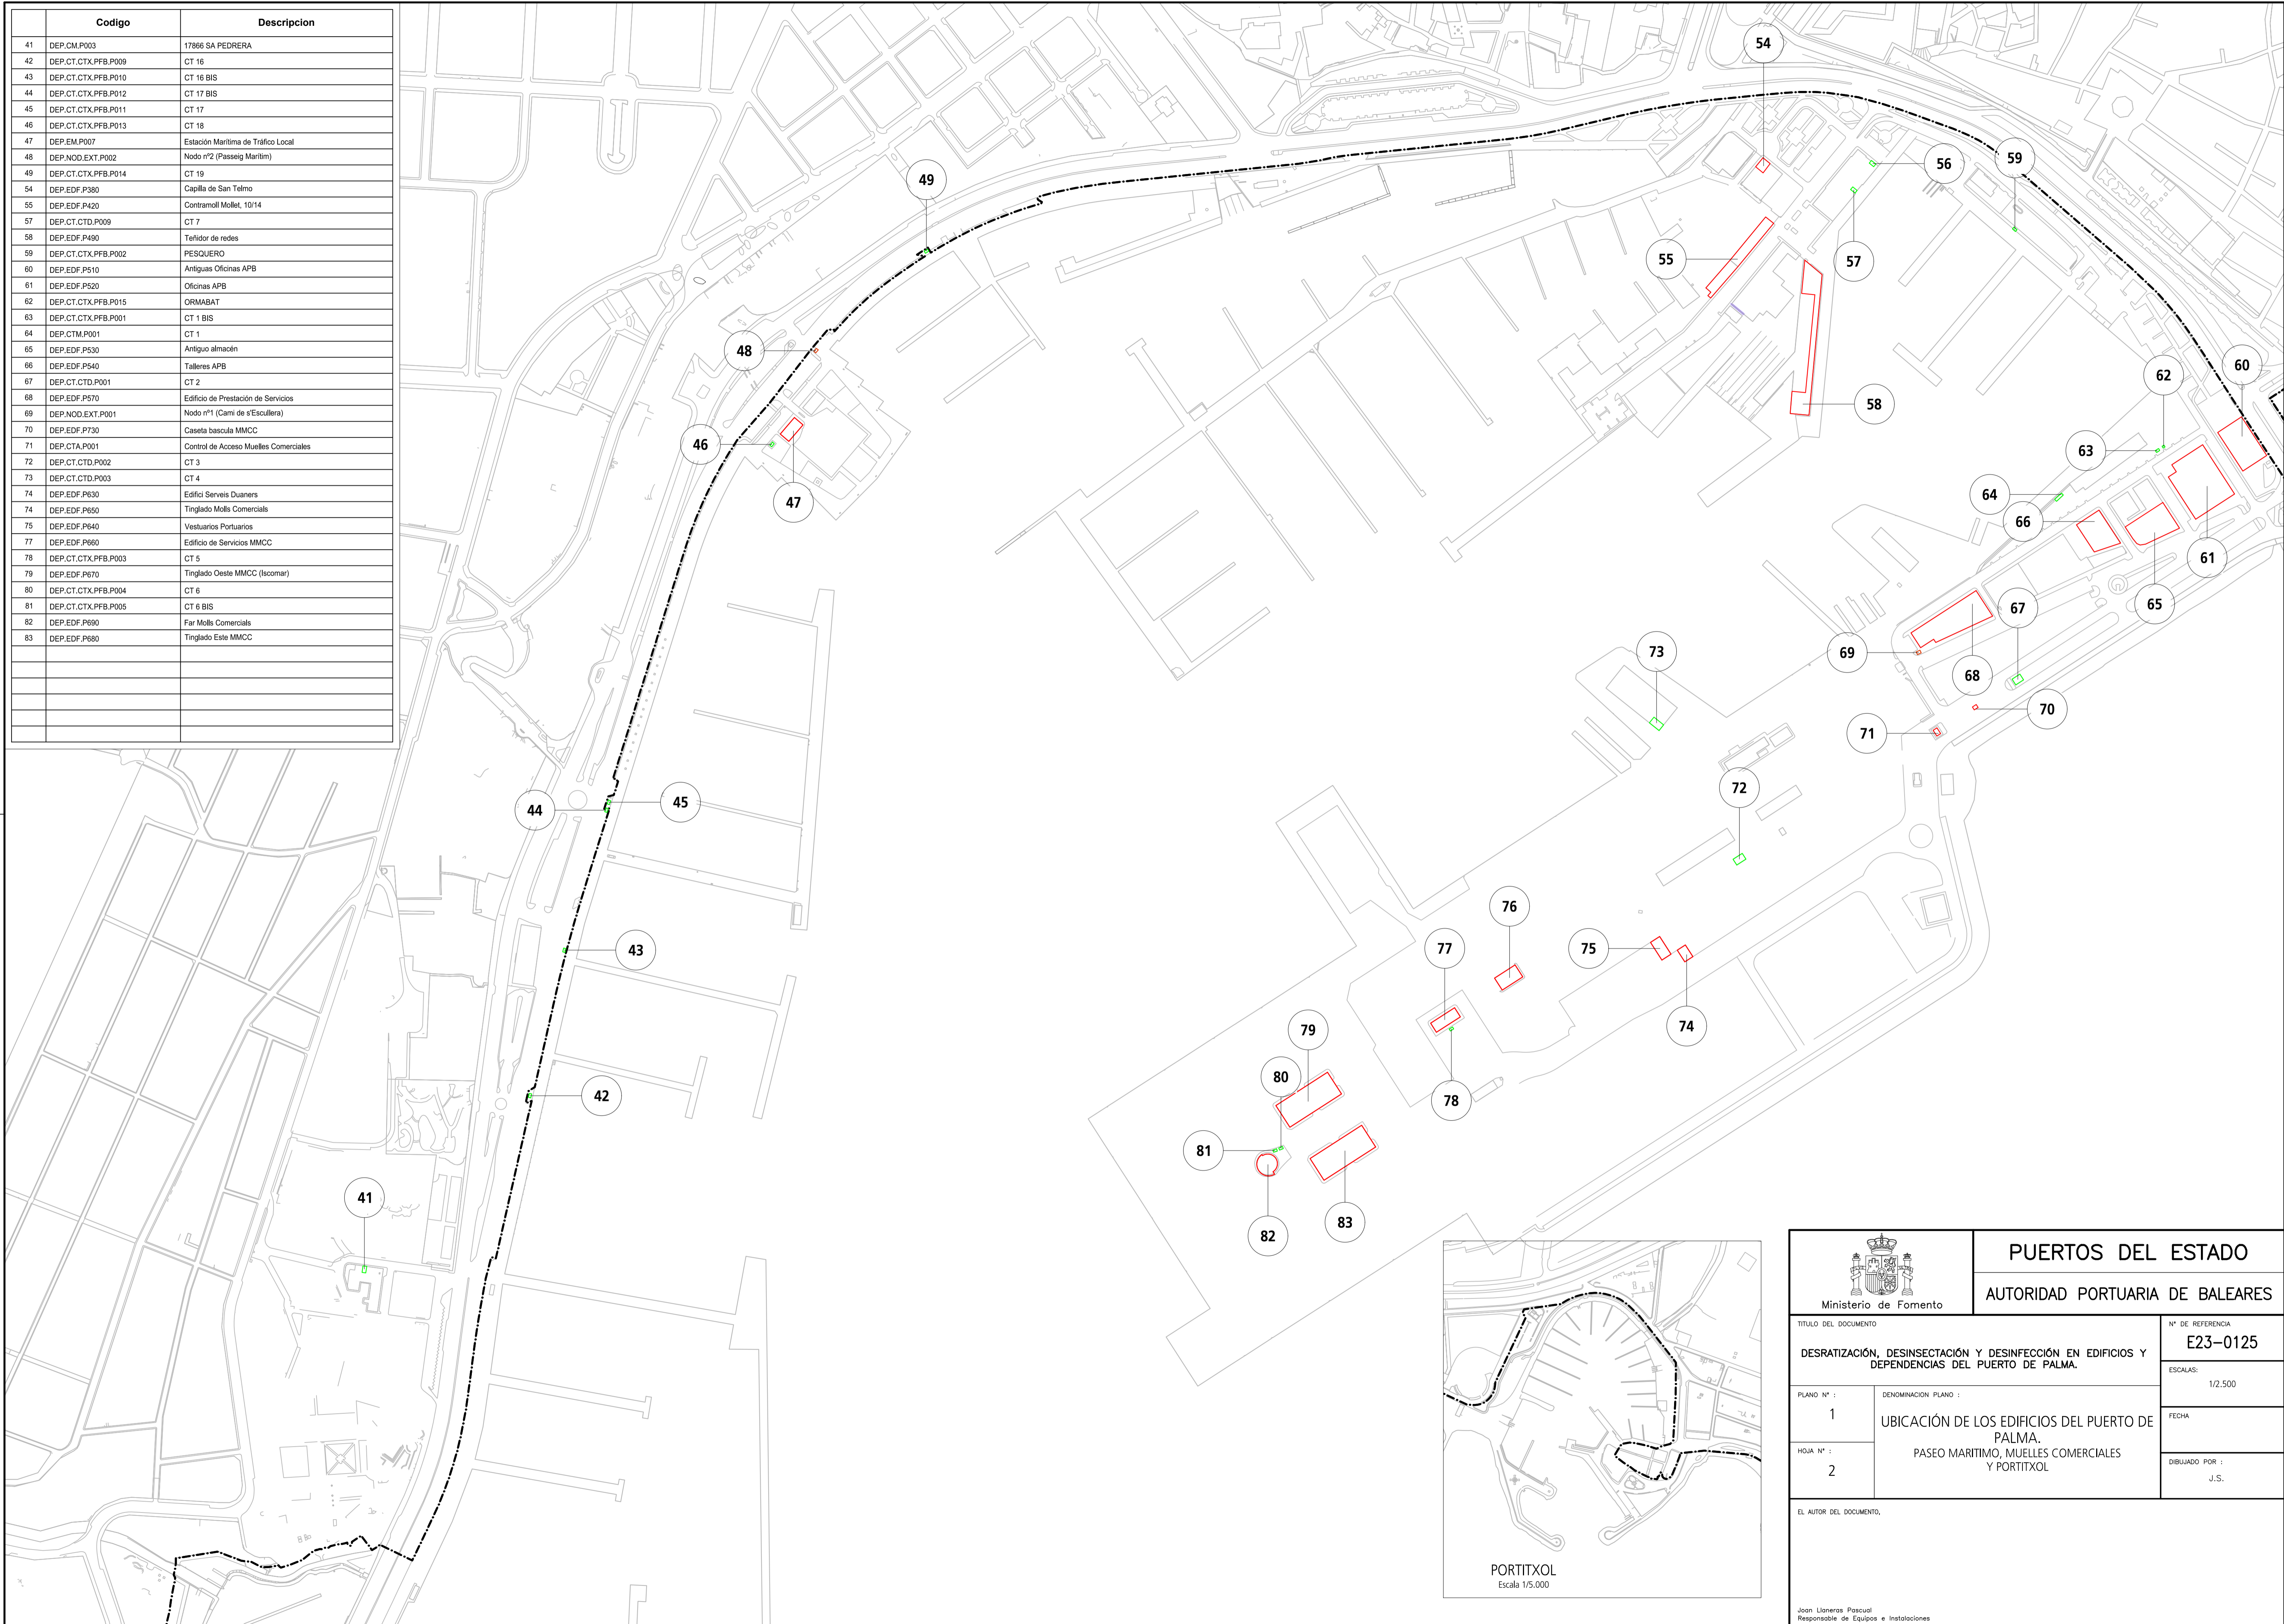 Codigo Descripcion
41 DEP.CM.P003 17866 SA PEDRERA
42 DEP.CT.CTX.PFB.P009 CT 16
43 DEP.CT.CTX.PFB.P010 CT 16 BIS
44 DEP.CT.CTX.PFB.P012 CT 17 BIS
45 DEP.CT.CTX.PFB.P011 CT 17
46 DEP.CT.CTX.PFB.P013 CT 18
47 DEP.EM.P007 Estación Marítima de Tráfico Local
48 DEP.NOD.EXT.P002 Nodo nº2 (Passeig Marítim)
49 DEP.CT.CTX.PFB.P014 CT 19
54 DEP.EDF.P380 Capilla de San Telmo
55 DEP.EDF.P420 Contramoll Mollet, 10/14
57 DEP.CT.CTD.P009 CT 7
58 DEP.EDF.P490 Teñidor de redes
59 DEP.CT.CTX.PFB.P002 PESQUERO
60 DEP.EDF.P510 Antiguas Oficinas APB
61 DEP.EDF.P520 Oficinas APB
62 DEP.CT.CTX.PFB.P015 ORMABAT
63 DEP.CT.CTX.PFB.P001 CT 1 BIS
64 DEP.CTM.P001 CT 1
65 DEP.EDF.P530 Antiguo almacén
66 DEP.EDF.P540 Talleres APB
67 DEP.CT.CTD.P001 CT 2
68 DEP.EDF.P570 Edificio de Prestación de Servicios
69 DEP.NOD.EXT.P001 Nodo nº1 (Cami de s'Escullera)
70 DEP.EDF.P730 Caseta bascula MMCC
71 DEP.CTA.P001 Control de Acceso Muelles Comerciales
72 DEP.CT.CTD.P002 CT 3
73 DEP.CT.CTD.P003 CT 4
74 DEP.EDF.P630 Edifici Serveis Duaners
74 DEP.EDF.P650 Tinglado Molls Comercials
75 DEP.EDF.P640 Vestuarios Portuarios
77 DEP.EDF.P660 Edificio de Servicios MMCC
78 DEP.CT.CTX.PFB.P003 CT 5
79 DEP.EDF.P670 Tinglado Oeste MMCC (Iscomar)
80 DEP.CT.CTX.PFB.P004 CT 6
81 DEP.CT.CTX.PFB.P005 CT 6 BIS
82 DEP.EDF.P690 Far Molls Comercials
83 DEP.EDF.P680 Tinglado Este MMCC
54
59
56
49
55
57
48
60
62
58
46
63
47
64
66
61
67
65
73
69
68
70
71
72
44
45
76
43
77
75
74
79
80
42
78
81
41
83
82
PORTITXOL
Escala 1/5.000
Ministerio de Fomento
PUERTOS DEL ESTADO
AUTORIDAD PORTUARIA DE BALEARES
TITULO DEL DOCUMENTO
DESRATIZACIÓN, DESINSECTACIÓN Y DESINFECCIÓN EN EDIFICIOS Y
DEPENDENCIAS DEL PUERTO DE PALMA.
Nº DE REFERENCIA
E23-0125
ESCALAS:
1/2.500
PLANO Nº :
1
DENOMINACION PLANO :
UBICACIÓN DE LOS EDIFICIOS DEL PUERTO DE
PALMA.
PASEO MARITIMO, MUELLES COMERCIALES
Y PORTITXOL
FECHA
HOJA Nº :
2
DIBUJADO POR :
J.S.
EL AUTOR DEL DOCUMENTO,
Joan Llaneras Pascual
Responsable de Equipos e Instalaciones